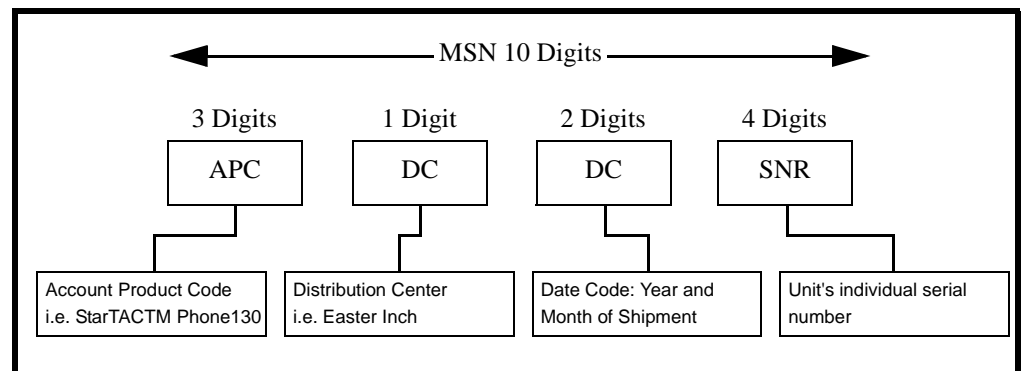 MSN 10 Digits
3 Digits
1 Digit
2 Digits
4 Digits
APC
DC
DC
SNR
Account Product Code
i.e. StarTACTM Phone130
Distribution Center
i.e. Easter Inch
Date Code: Year and
Month of Shipment
Unit's individual serial
number